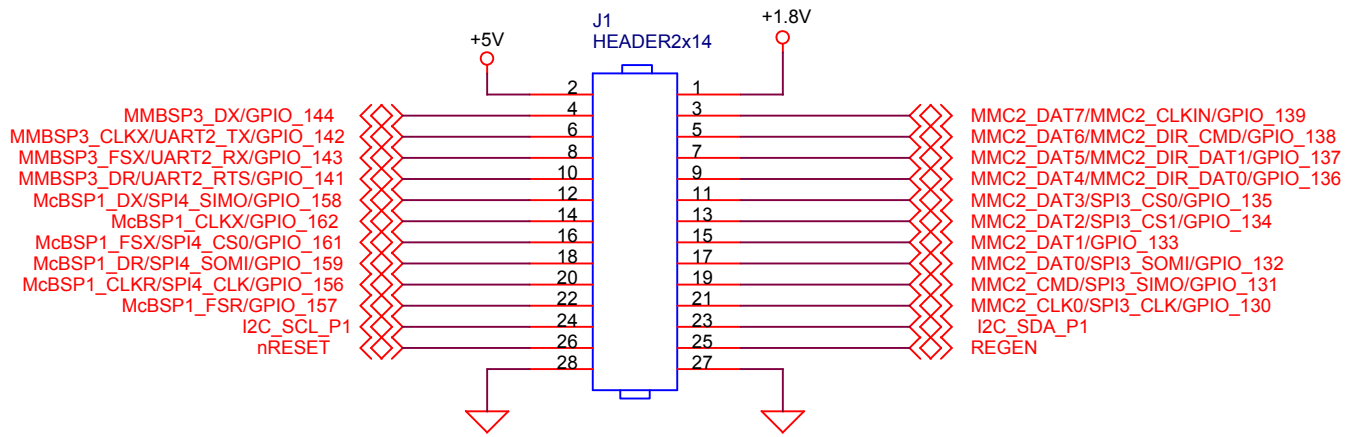 J1
HEADER2x14
+5V
+1.8V
2 1
MMBSP3_DX/GPIO_144 4 3 MMC2_DAT7/MMC2_CLKIN/GPIO_139
MMBSP3_CLKX/UART2_TX/GPIO_142 6 5 MMC2_DAT6/MMC2_DIR_CMD/GPIO_138
MMBSP3_FSX/UART2_RX/GPIO_143 8 7 MMC2_DAT5/MMC2_DIR_DAT1/GPIO_137
MMBSP3_DR/UART2_RTS/GPIO_141 10 9 MMC2_DAT4/MMC2_DIR_DAT0/GPIO_136
McBSP1_DX/SPI4_SIMO/GPIO_158 12 11 MMC2_DAT3/SPI3_CS0/GPIO_135
McBSP1_CLKX/GPIO_162 14 13 MMC2_DAT2/SPI3_CS1/GPIO_134
McBSP1_FSX/SPI4_CS0/GPIO_161 16 15 MMC2_DAT1/GPIO_133
McBSP1_DR/SPI4_SOMI/GPIO_159 18 17 MMC2_DAT0/SPI3_SOMI/GPIO_132
McBSP1_CLKR/SPI4_CLK/GPIO_156 20 19 MMC2_CMD/SPI3_SIMO/GPIO_131
McBSP1_FSR/GPIO_157 22 21 MMC2_CLK0/SPI3_CLK/GPIO_130
I2C_SCL_P1 24 23 I2C_SDA_P1
nRESET 26 25 REGEN
28 27